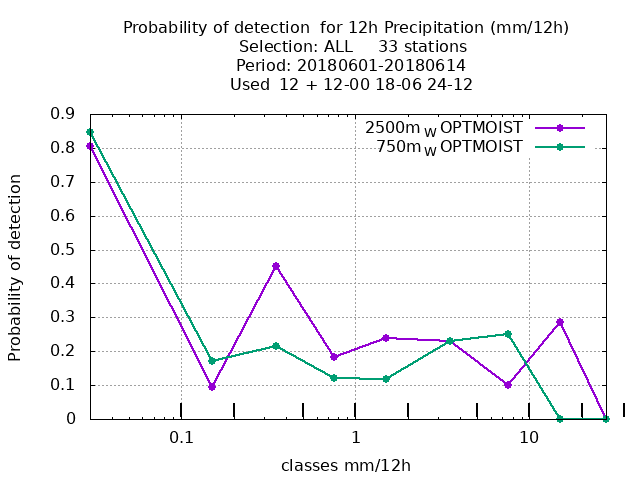 Probability of detection  for 12h Precipitation (mm/12h)
Selection: ALL     33 stations
Period: 20180601-20180614
Used  12 + 12-00 18-06 24-12
2500m W OPTMOIST
750m W OPTMOIST
Probability of detection
0.9
0.8
0.7
0.6
0.5
0.4
0.3
0.2
0.1
0
0.1 1 10
classes mm/12h